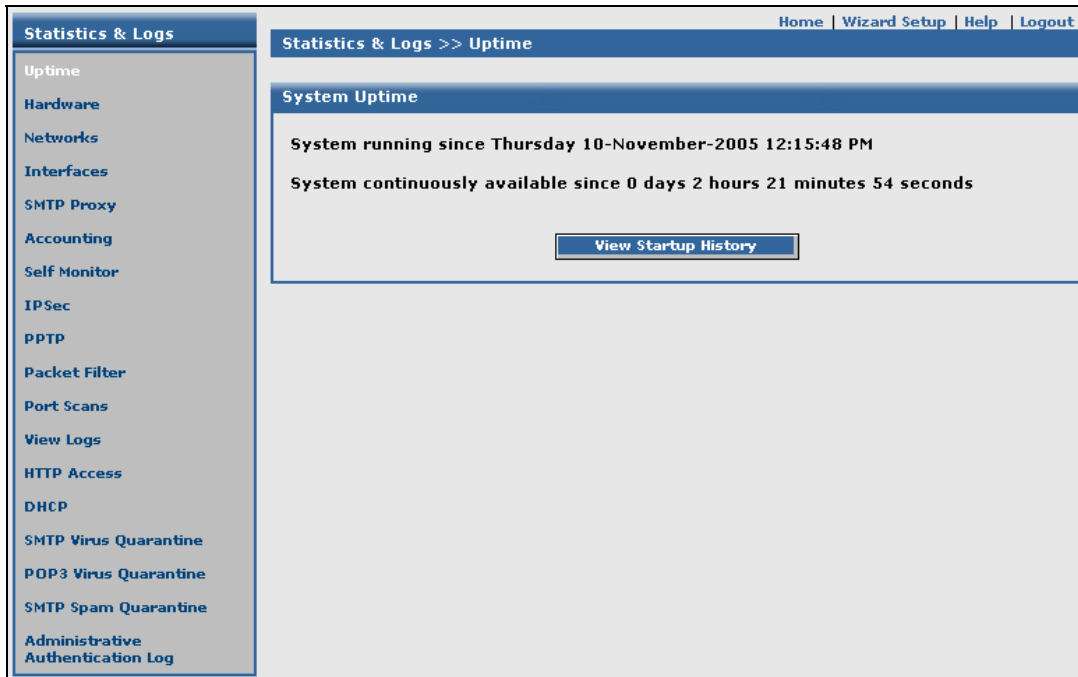 Home | Wizard Setup | Help | Logout
Statistics & Logs
Uptime
Hardware
Networks
Interfaces
SMTP Proxy
Accounting
Self Monitor
IPSec
PPTP
Packet Filter
Port Scans
View Logs
HTTP Access
DHCP
SMTP Virus Quarantine
POP3 Virus Quarantine
SMTP Spam Quarantine
Administrative
Authentication Log
Statistics & Logs >> Uptime
System Uptime
System running since Thursday 10-November-2005 12:15:48 PM
System continuously available since 0 days 2 hours 21 minutes 54 seconds
View Startup History